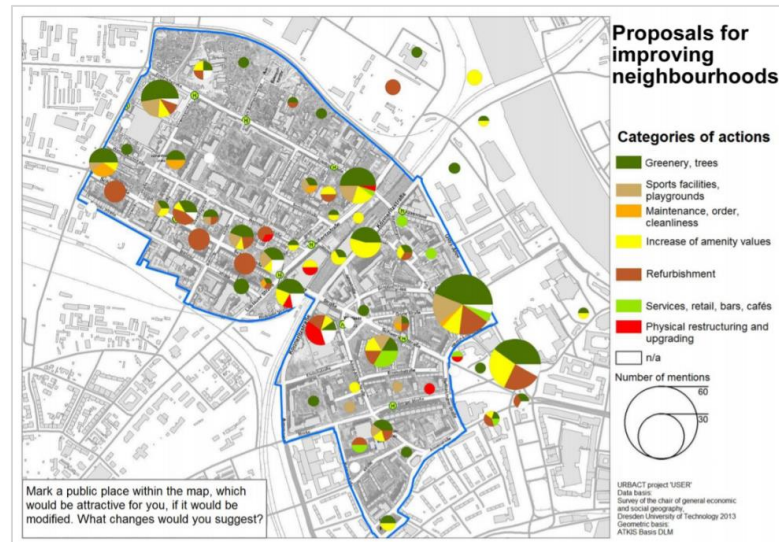 Proposals for
improving
neighbourhoods
Categories of actions
Greenery, trees
Sports facilities,
playgrounds
Maintenance, order,
cleanliness
Increase of amenity values
Refurbishment
Services, retail, bars, cafés
Physical restructuring and
upgrading
n/a
Number of mentions
60
30
URBACT project 'USER'
Data basis:
Survey of the chair of general economic
and social geography,
Dresden University of Technology 2013
Geometric basis:
ATKIS Basis DLM
Mark a public place within the map, which
would be attractive for you, if it would be
modified. What changes would you suggest?